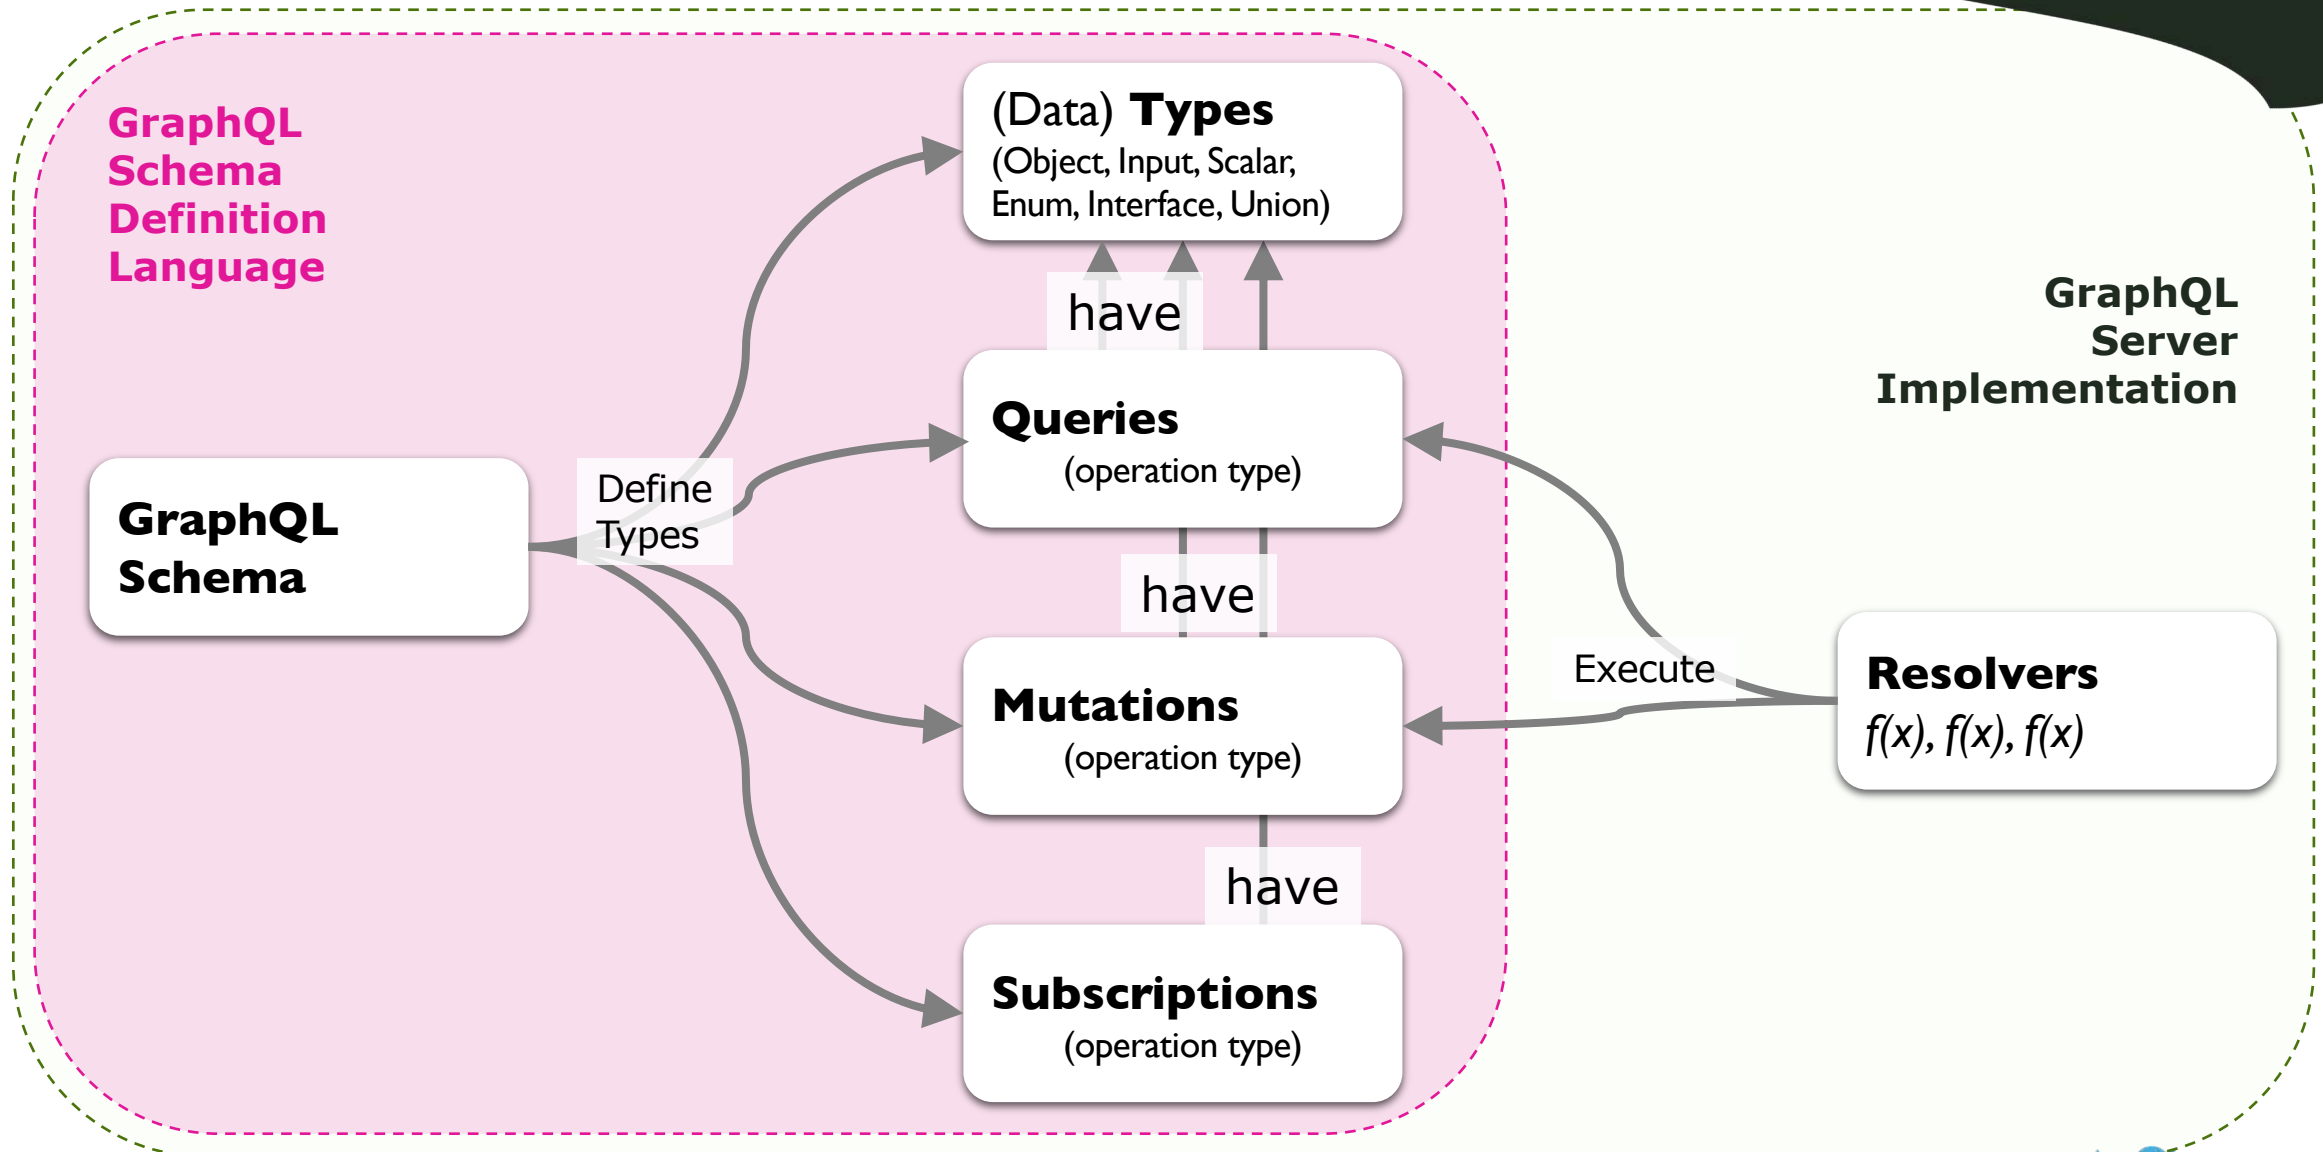 GraphQL
Schema
Definition
Language
(Data) Types
(Object, Input, Scalar,
Enum, Interface, Union)
have
GraphQL
Server
Implementation
Queries
(operation type)
Define
Types
GraphQL
Schema
have
Execute
Mutations
(operation type)
Resolvers
f(x), f(x), f(x)
have
Subscriptions
(operation type)